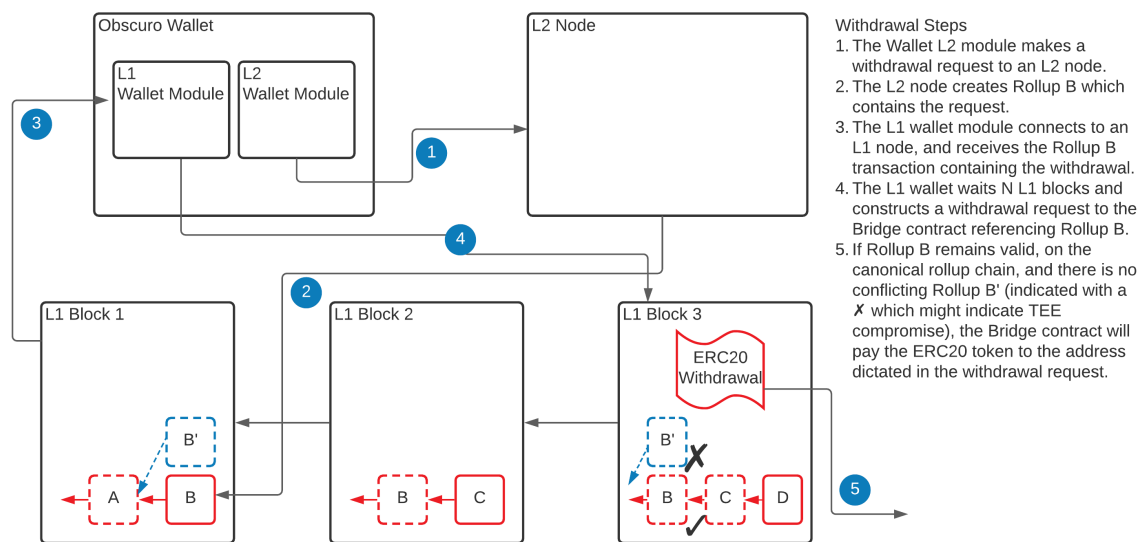 Obscuro Wallet
L1
Wallet Module
L2
Wallet Module
L2 Node
Withdrawal Steps
1. The Wallet L2 module makes a
withdrawal request to an L2 node.
2. The L2 node creates Rollup B which
contains the request.
3. The L1 wallet module connects to an
L1 node, and receives the Rollup B
transaction containing the withdrawal.
4. The L1 wallet waits N L1 blocks and
constructs a withdrawal request to the
Bridge contract referencing Rollup B.
5. If Rollup B remains valid, on the
canonical rollup chain, and there is no
conflicting Rollup B' (indicated with a
✗ which might indicate TEE
compromise), the Bridge contract will
pay the ERC20 token to the address
dictated in the withdrawal request.
3
1
4
2
L1 Block 1
B'
A
B
L1 Block 2
B
C
L1 Block 3
ERC20
Withdrawal
B'
✗
B
C
D
✓
5